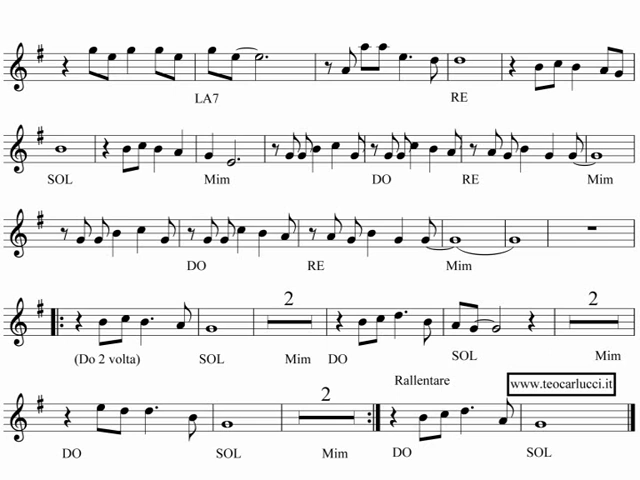 LA7 RE
SOL Mim DO RE Mim
DO RE Mim
2 2
(Do 2 volta) SOL Mim DO SOL Mim
Rallentare www.teocarlucci.it
2
DO SOL Mim DO SOL